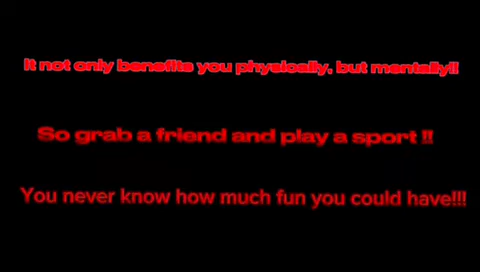 It not only benefits you physically, but mentally!!
So grab a friend and play a sport !!
You never know how much fun you could have!!!